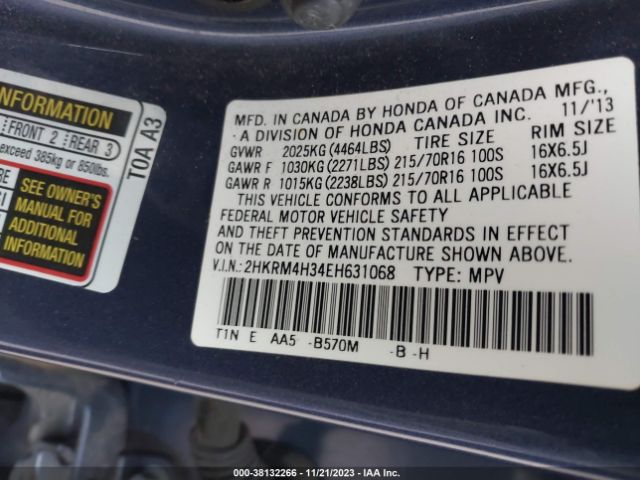 INFORMATION
FRONT 2 REAR 3
exceed 385kg or 850lbs.
SEE OWNER'S
MANUAL FOR
ADDITIONAL
INFORMATION
T0A A3
MFD. IN CANADA BY HONDA OF CANADA MFG.,
A DIVISION OF HONDA CANADA INC. 11/'13
GVWR 2025KG (4464LBS) TIRE SIZE RIM SIZE
GAWR F 1030KG (2271LBS) 215/70R16 100S 16X6.5J
GAWR R 1015KG (2238LBS) 215/70R16 100S 16X6.5J
THIS VEHICLE CONFORMS TO ALL APPLICABLE
FEDERAL MOTOR VEHICLE SAFETY
AND THEFT PREVENTION STANDARDS IN EFFECT
ON THE DATE OF MANUFACTURE SHOWN ABOVE.
V.I.N.: 2HKRM4H34EH631068 TYPE: MPV
T1N E AA5 -B570M -B -H
000-38132266 - 11/21/2023 - IAA Inc.